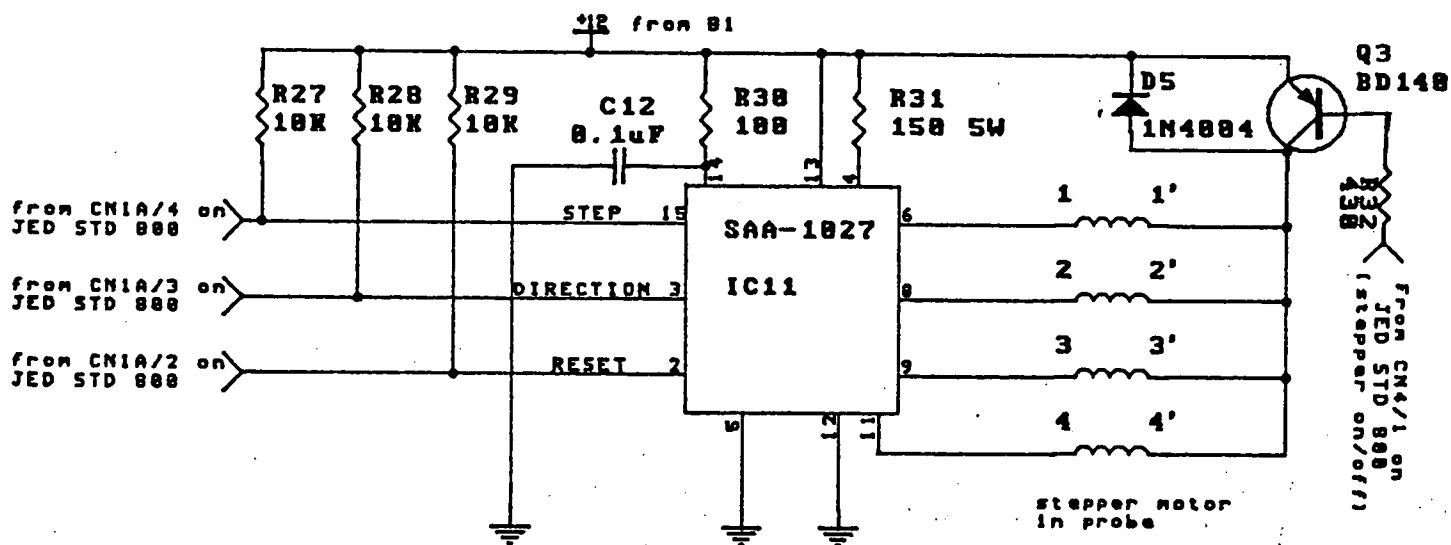 +12 from B1
Q3
BD140
R27
10K
R28
10K
R29
10K
C12
0.1uF
R30
100
R31
150 5W
D5
1N4004
14
13
4
R32
430
from CN1A/4 on
JED STD 800
STEP 15
SAA-1027
IC11
6
1 1'
from CN1A/3 on
JED STD 800
DIRECTION 3
8
2 2'
from CN1A/2 on
JED STD 800
RESET 2
9
3 3'
5
12
11
4 4'
from CN4/1 on
JED STD 800
(stepper on/off)
stepper motor
in probe